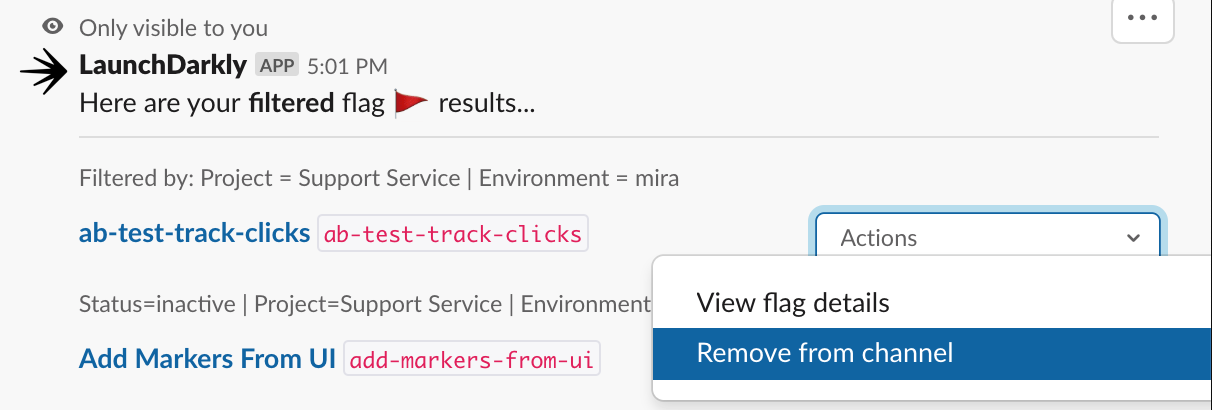 Only visible to you
LaunchDarkly APP 5:01 PM
Here are your filtered flag results...
Filtered by: Project = Support Service | Environment = mira
ab-test-track-clicks ab-test-track-clicks
Actions
Status=inactive | Project=Support Service | Environment
View flag details
Add Markers From UI add-markers-from-ui
Remove from channel